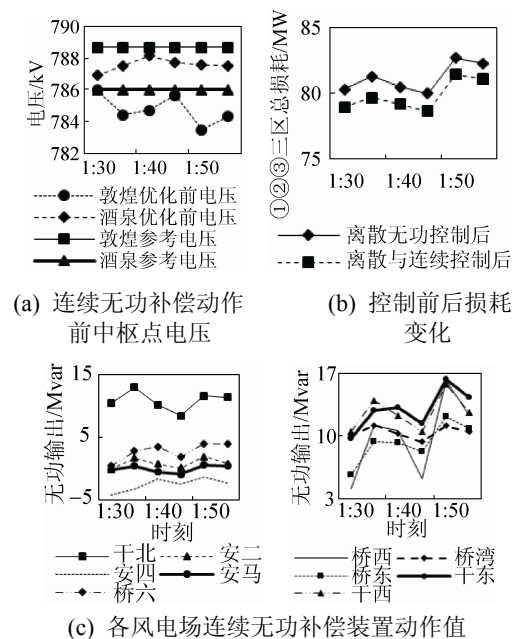 电压/kV
790
788
786
784
782
1:30 1:40 1:50
敦煌优化前电压
酒泉优化前电压
敦煌参考电压
酒泉参考电压
(a) 连续无功补偿动作
前中枢点电压
①②③三区总损耗/MW
85
80
75
1:30 1:40 1:50
离散无功控制后
离散与连续控制后
(b) 控制前后损耗
变化
无功输出/Mvar
15
5
−5
1:30 1:40 1:50
时刻
干北 安二
安四 安马
桥六
无功输出/Mvar
17
10
3
1:30 1:40 1:50
时刻
桥西 桥湾
桥东 干东
干西
(c) 各风电场连续无功补偿装置动作值